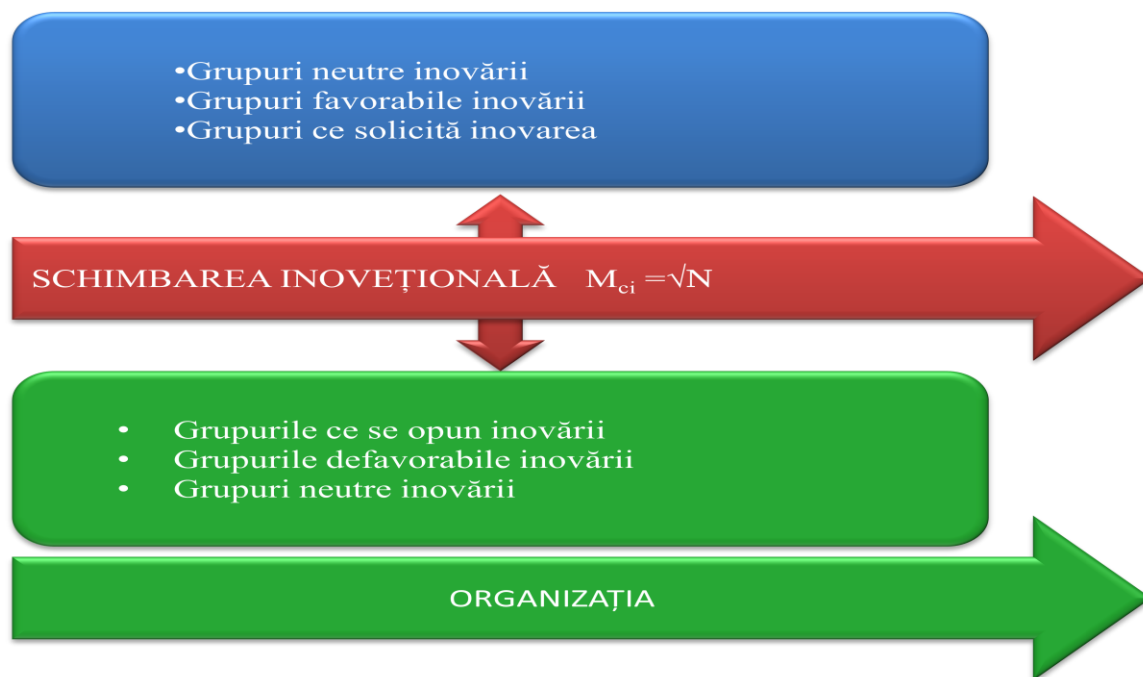 •Grupuri neutre inovării
•Grupuri favorabile inovării
•Grupuri ce solicită inovarea
SCHIMBAREA INOVEȚIONALĂ M_ci =√N
• Grupurile ce se opun inovării
• Grupurile defavorabile inovării
• Grupuri neutre inovării
ORGANIZAȚIA